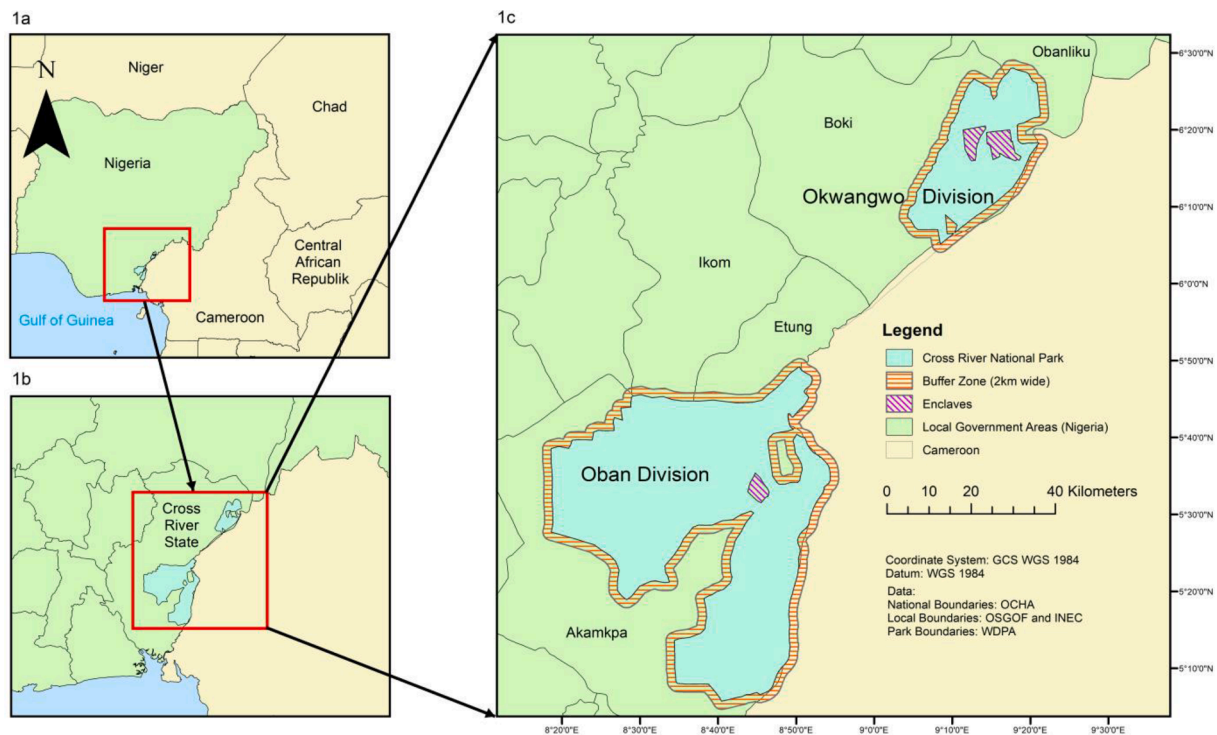 1a
N
Niger
Chad
Nigeria
Central
African
Republik
Gulf of Guinea
Cameroon
1b
Cross
River
State
1c
Obanliku
Boki
Okwangwo Division
Ikom
Etung
Oban Division
Akamkpa
Legend
Cross River National Park
Buffer Zone (2km wide)
Enclaves
Local Government Areas (Nigeria)
Cameroon
0 10 20 40 Kilometers
Coordinate System: GCS WGS 1984
Datum: WGS 1984
Data:
National Boundaries: OCHA
Local Boundaries: OSGOF and INEC
Park Boundaries: WDPA
6°30'0"N
6°20'0"N
6°10'0"N
6°0'0"N
5°50'0"N
5°40'0"N
5°30'0"N
5°20'0"N
5°10'0"N
8°20'0"E 8°30'0"E 8°40'0"E 8°50'0"E 9°0'0"E 9°10'0"E 9°20'0"E 9°30'0"E